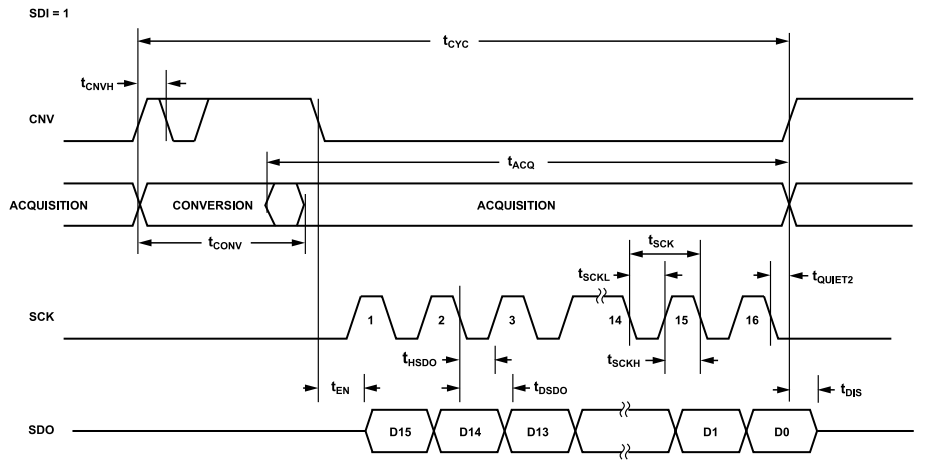 SDI = 1
tCYC
tCNVH
CNV
tACQ
ACQUISITION CONVERSION ACQUISITION
tCONV
tSCK
tSCKL
tQUIET2
SCK 1 2 3 14 15 16
tHSDO tSCKH
tEN tDSDO tDIS
SDO D15 D14 D13 D1 D0